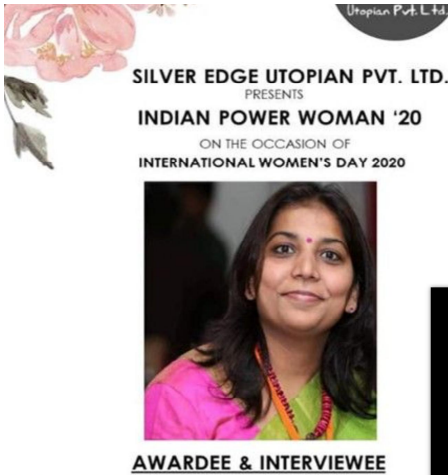 Utopian Pvt. Ltd.
SILVER EDGE UTOPIAN PVT. LTD.
PRESENTS
INDIAN POWER WOMAN ‘20
ON THE OCCASION OF
INTERNATIONAL WOMEN'S DAY 2020
AWARDEE & INTERVIEWEE